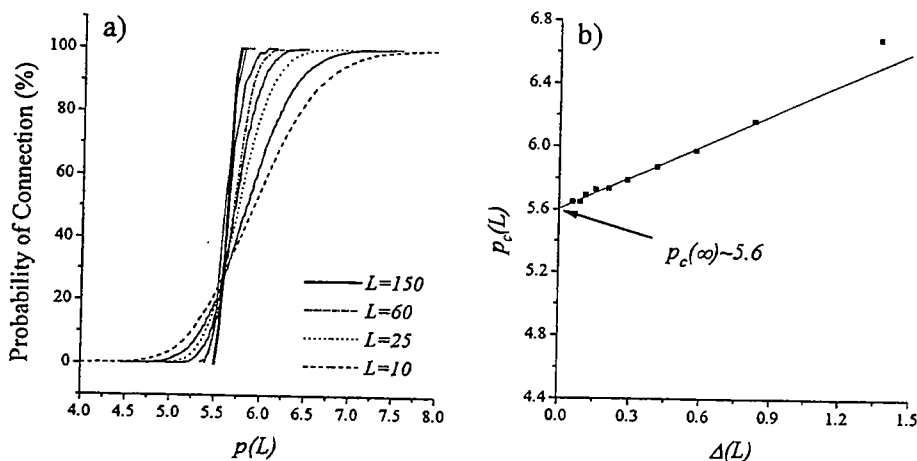 a)
Probability of Connection (%)
100
80
60
40
20
0
L=150
L=60
L=25
L=10
4.0 4.5 5.0 5.5 6.0 6.5 7.0 7.5 8.0
p(L)
b)
p_c(L)
6.8
6.4
6.0
5.6
5.2
4.8
4.4
p_c(∞)~5.6
0.0 0.3 0.6 0.9 1.2 1.5
Δ(L)